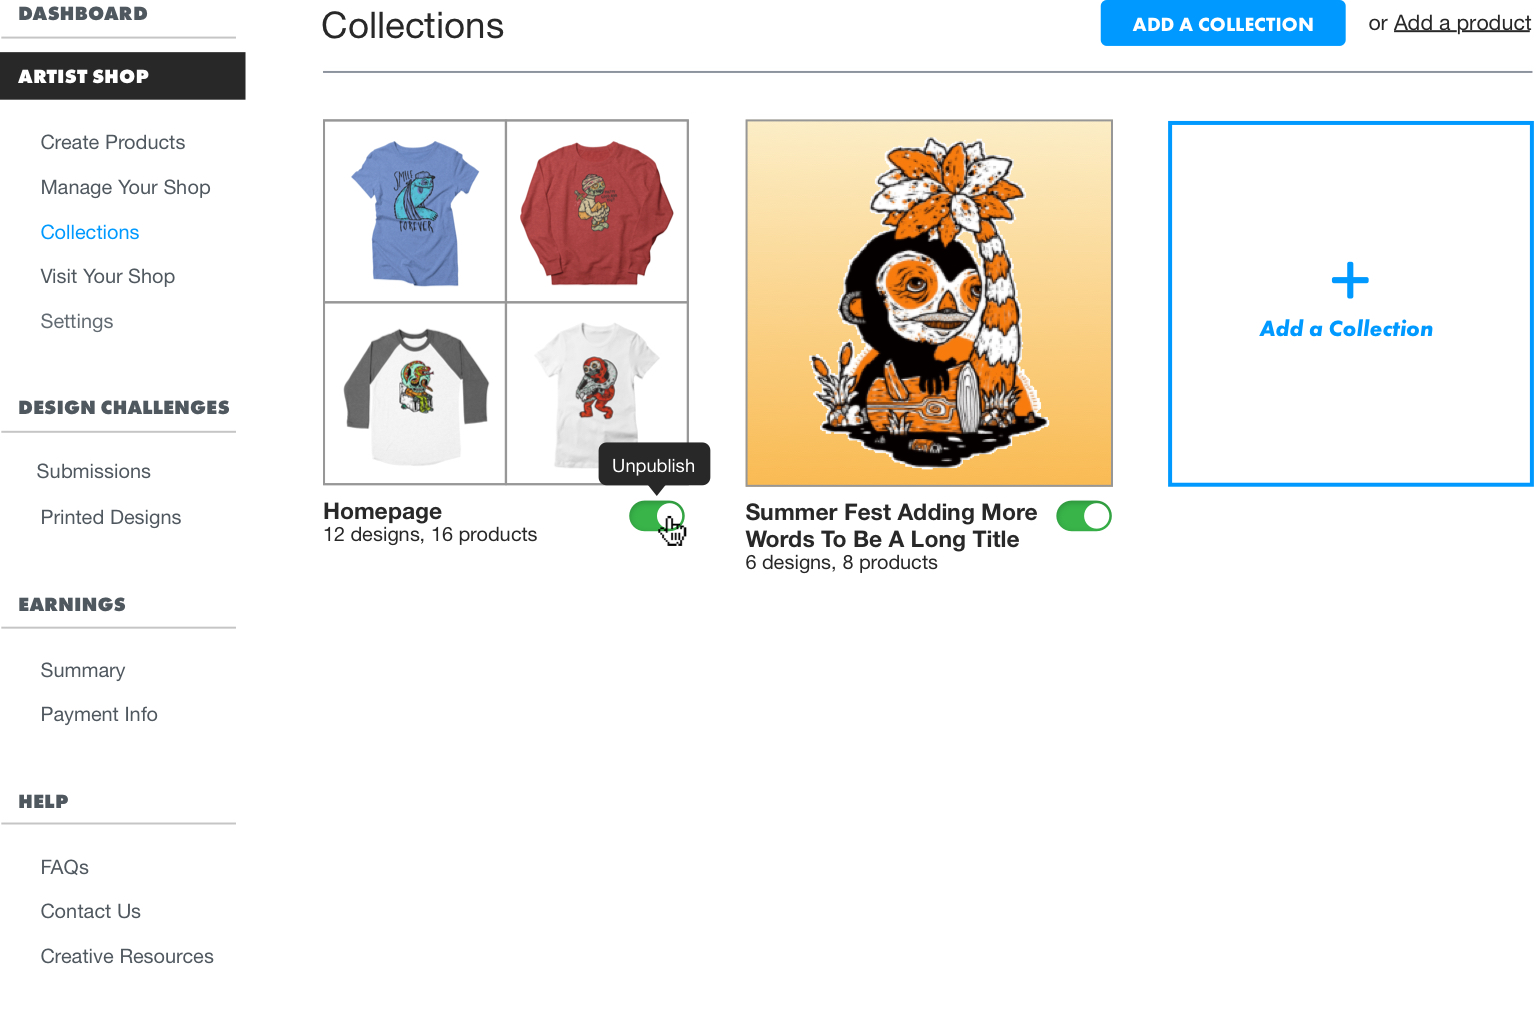 DASHBOARD
ARTIST SHOP
Create Products
Manage Your Shop
Collections
Visit Your Shop
Settings
DESIGN CHALLENGES
Submissions
Printed Designs
EARNINGS
Summary
Payment Info
HELP
FAQs
Contact Us
Creative Resources
Collections
ADD A COLLECTION
or Add a product
SMILE
FOREVER
Unpublish
Homepage
12 designs, 16 products
Summer Fest Adding More
Words To Be A Long Title
6 designs, 8 products
Add a Collection